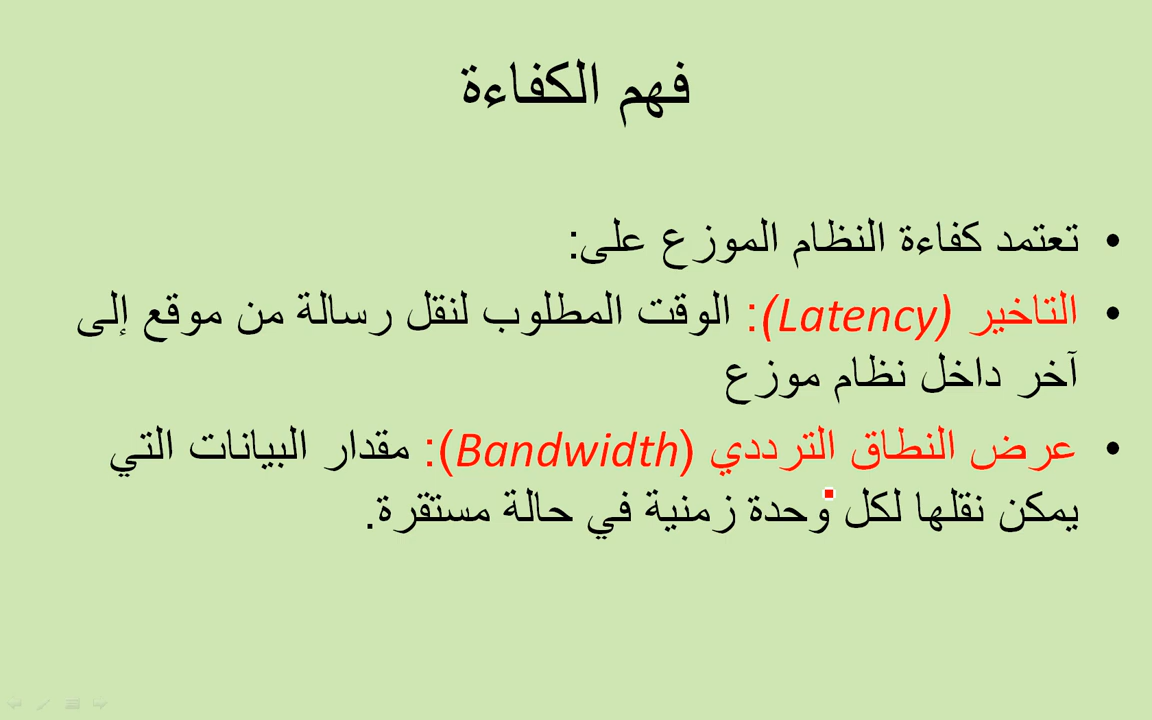 فهم الكفاءة
• تعتمد كفاءة النظام الموزع على:
• التاخير (Latency): الوقت المطلوب لنقل رسالة من موقع إلى
آخر داخل نظام موزع
• عرض النطاق الترددي (Bandwidth): مقدار البيانات التي
يمكن نقلها لكل وحدة زمنية في حالة مستقرة.